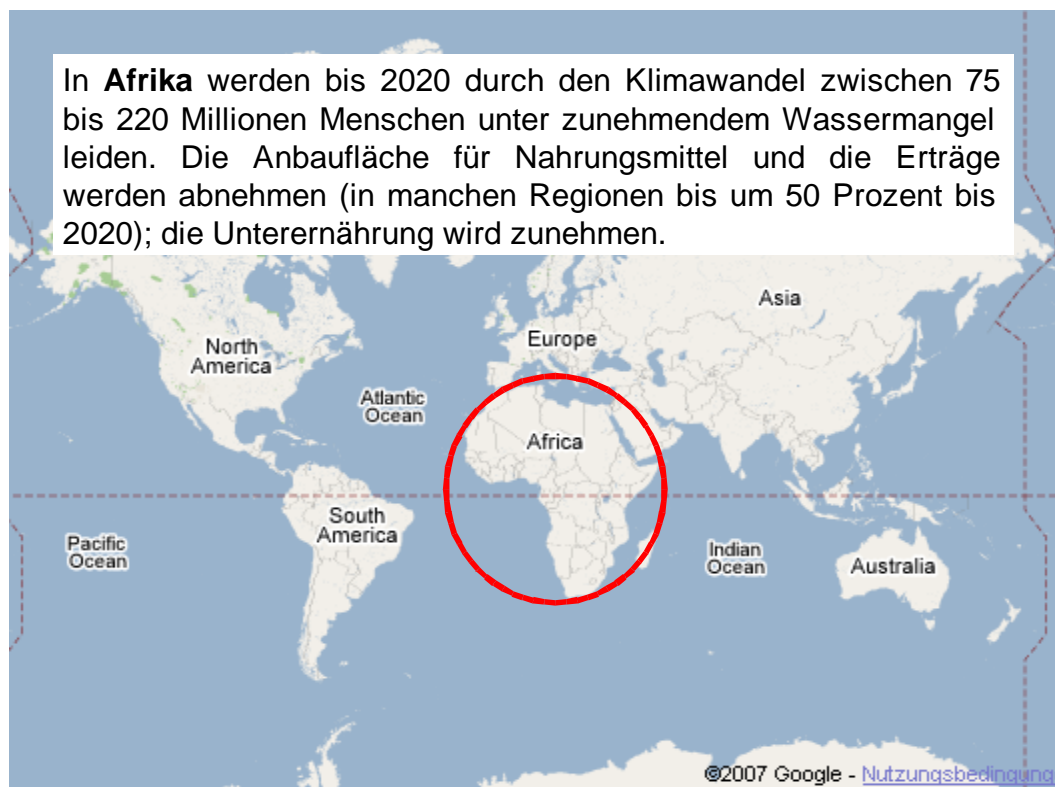 In Afrika werden bis 2020 durch den Klimawandel zwischen 75
bis 220 Millionen Menschen unter zunehmendem Wassermangel
leiden. Die Anbaufläche für Nahrungsmittel und die Erträge
werden abnehmen (in manchen Regionen bis um 50 Prozent bis
2020); die Unterernährung wird zunehmen.
Asia
Europe
North
America
Atlantic
Ocean
Africa
South
America
Pacific
Ocean
Indian
Ocean
Australia
©2007 Google - Nutzungsbedingung